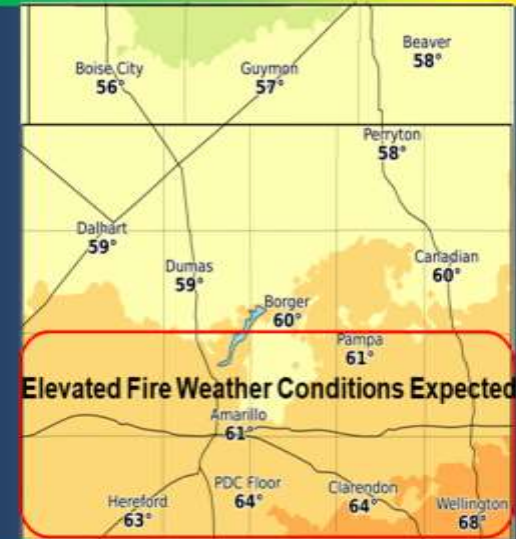 Beaver
58°
Boise City
56°
Guymon
57°
Perryton
58°
Dalhart
59°
Dumas
59°
Canadian
60°
Borger
60°
Pampa
61°
Elevated Fire Weather Conditions Expected
Amarillo
61°
Hereford
63°
PDC Floor
64°
Clarendon
64°
Wellington
68°